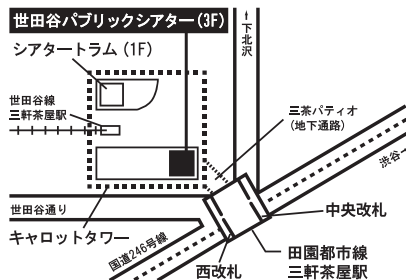 世田谷パブリックシアター(3F)
シアタートラム(1F)
↑下北沢
世田谷線
三軒茶屋駅
三茶パティオ
(地下通路)
渋谷→
世田谷通り
キャロットタワー
国道246号線
西改札
中央改札
田園都市線
三軒茶屋駅